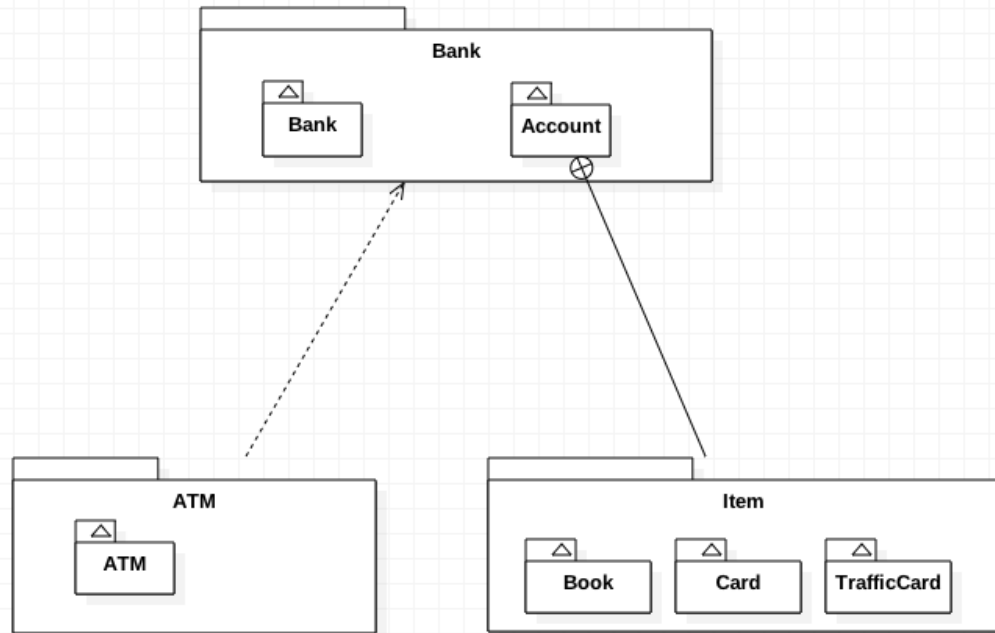 Bank
Bank
Account
ATM
ATM
Item
Book
Card
TrafficCard